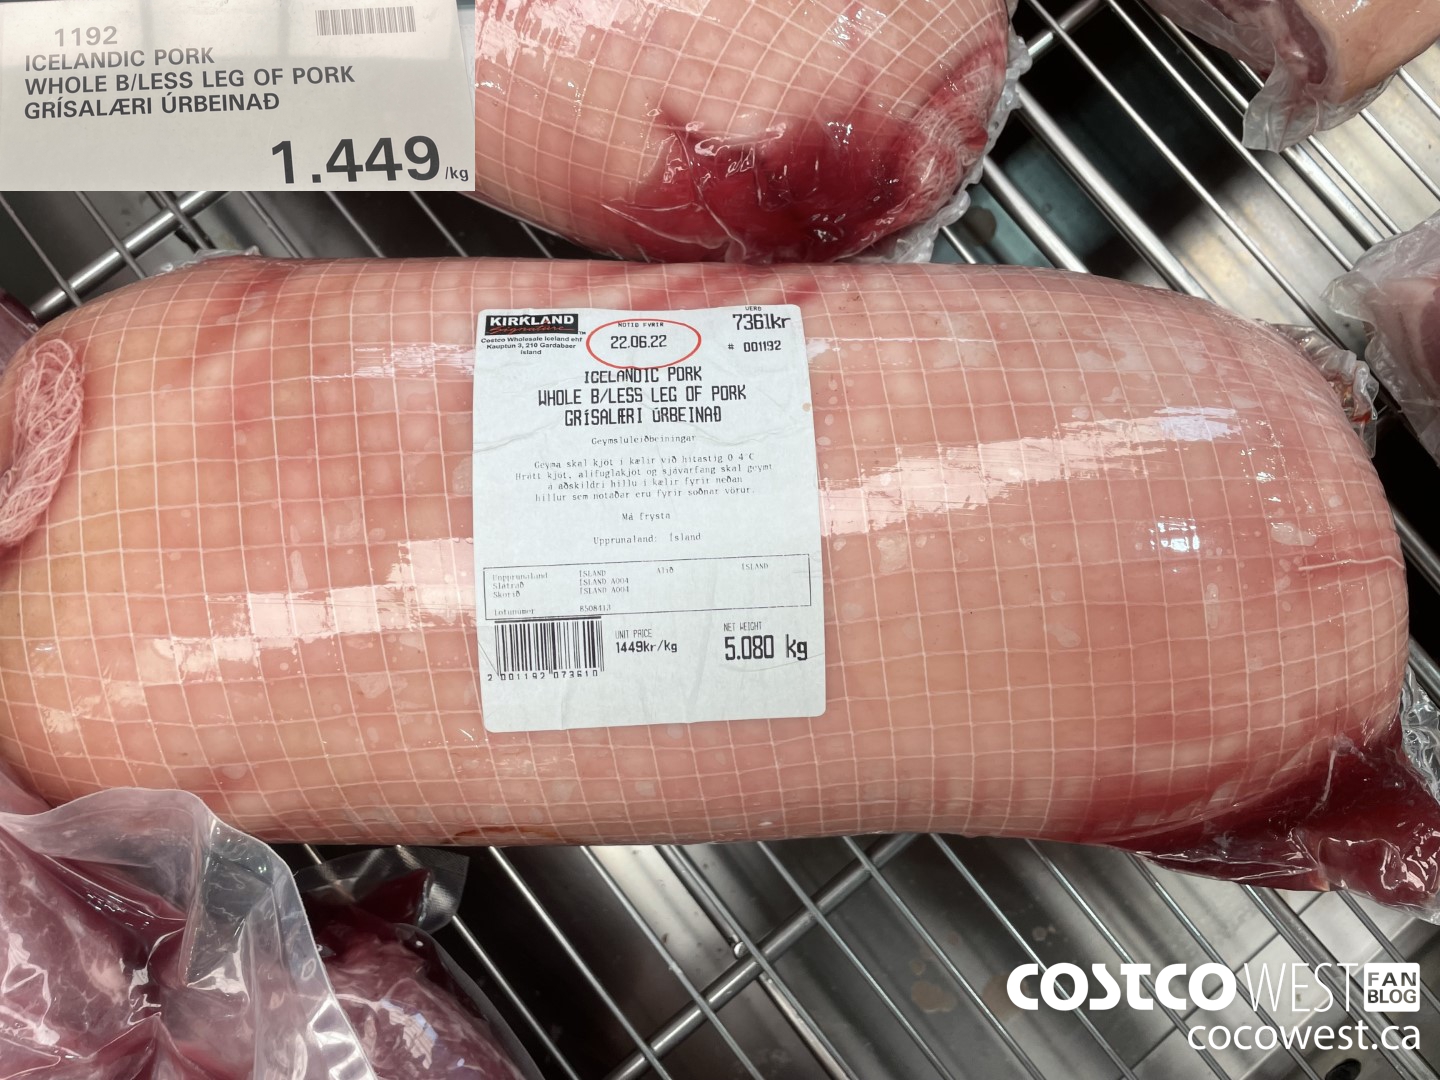 1192
ICELANDIC PORK
WHOLE B/LESS LEG OF PORK
GRÍSALÆRI ÚRBEINAÐ
1.449/kg
KIRKLAND
Signature™
Costco Wholesale Iceland ehf
Kauptun 3, 210 Gardabaer
Island
NOTIÐ FYRIR
22.06.22
VERÐ
7361kr
# 001192
ICELANDIC PORK
WHOLE B/LESS LEG OF PORK
GRÍSALÆRI ÚRBEINAÐ
Geymsluleiðbeiningar
Geyma skal kjöt í kælir við hitastig 0-4°C
Hrátt kjöt, alifuglakjöt og sjávarfang skal geymt
á aðskildri hillu í kælir fyrir neðan
hillur sem notaðar eru fyrir soðnar vörur.
Má frysta
Upprunaland: Ísland
Upprunaland ÍSLAND Alið ÍSLAND
Slátrað ÍSLAND A004
Skorið ÍSLAND A004
Lotunúmer: 8508413
2 001192 073610
UNIT PRICE
1449kr/kg
NET WEIGHT
5.080 kg
COSTCO WEST FAN BLOG
cocowest.ca